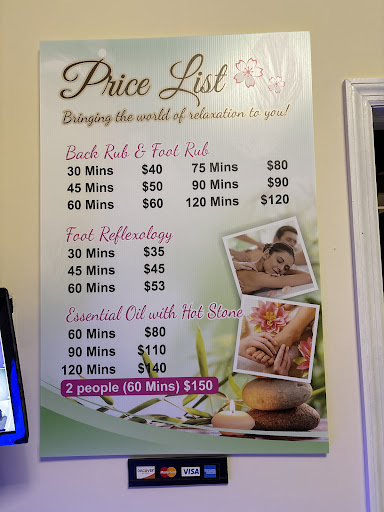 Price List
Bringing the world of relaxation to you!
Back Rub & Foot Rub
30 Mins $40 75 Mins $80
45 Mins $50 90 Mins $90
60 Mins $60 120 Mins $120
Foot Reflexology
30 Mins $35
45 Mins $45
60 Mins $53
Essential Oil with Hot Stone
60 Mins $80
90 Mins $110
120 Mins $140
2 people (60 Mins) $150
DISCOVER MasterCard VISA